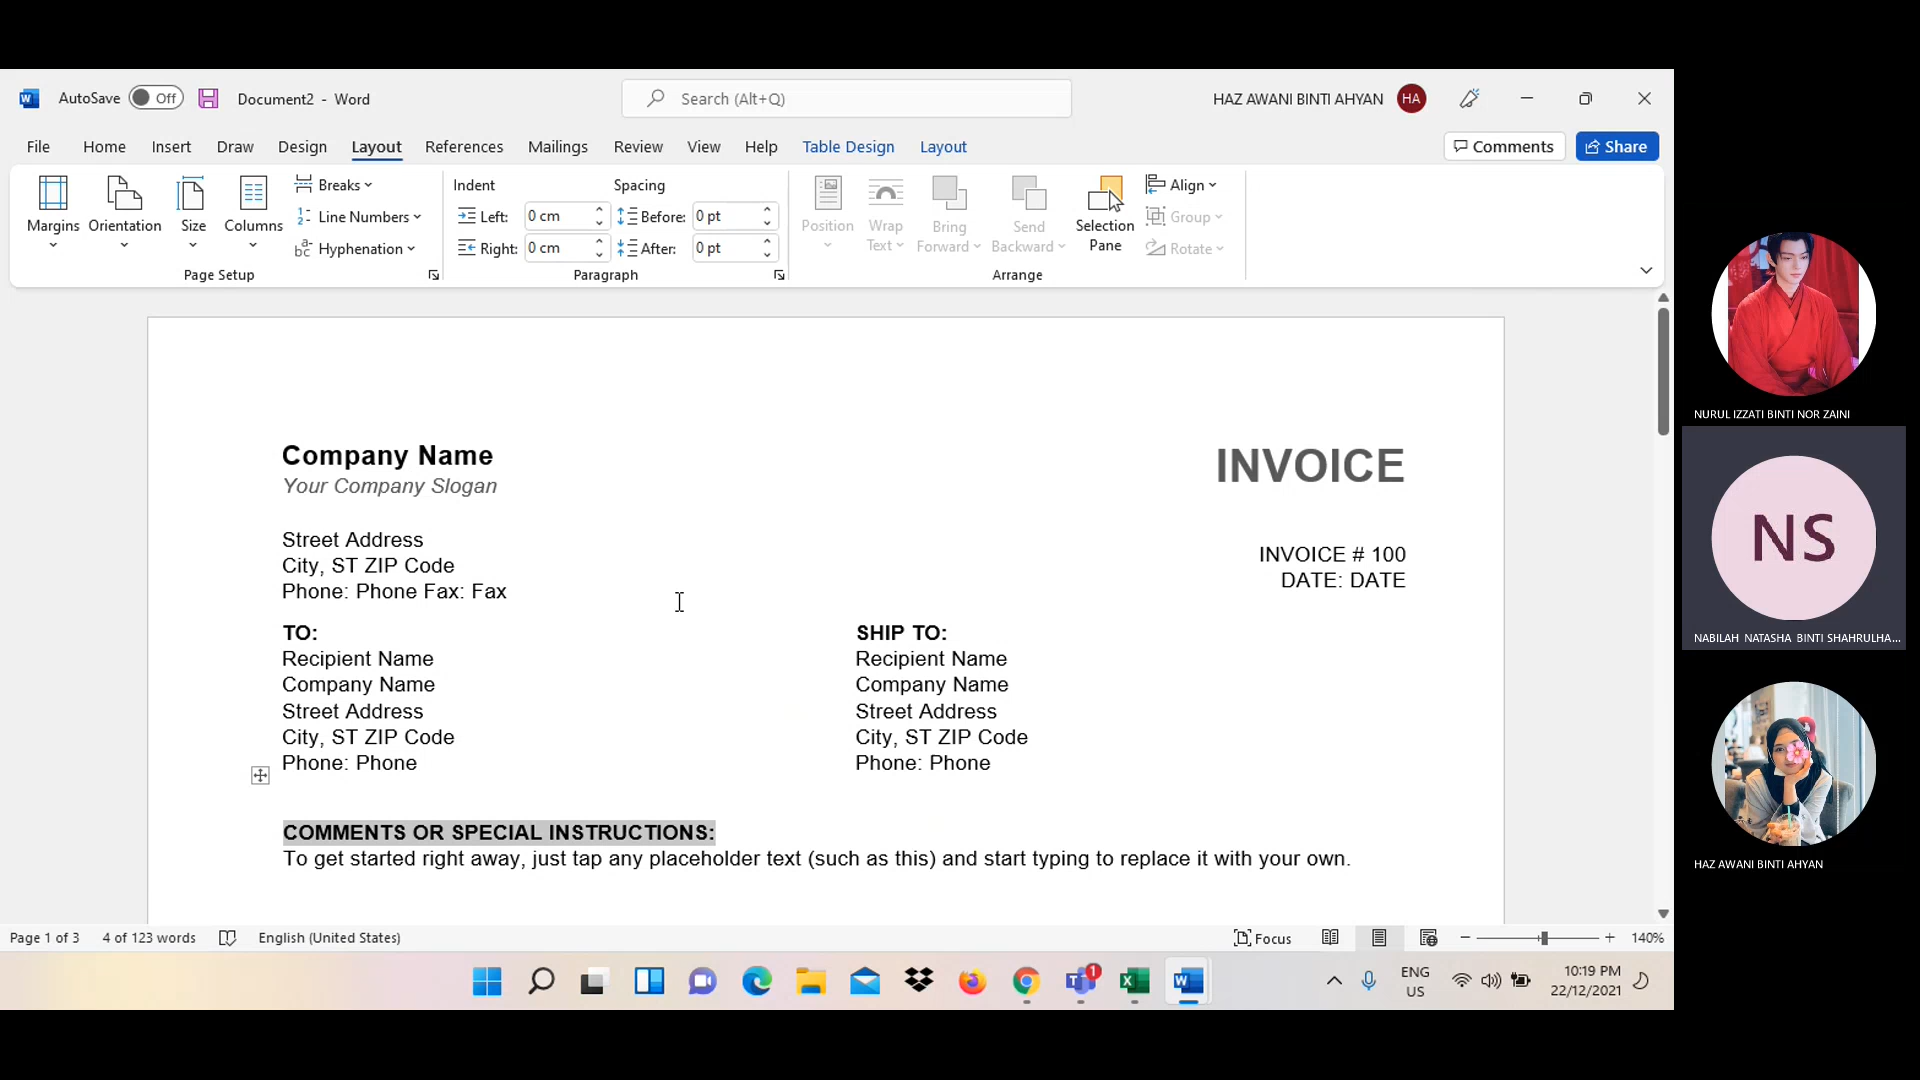 AutoSave Off Document2 - Word Search (Alt+Q) HAZ AWANI BINTI AHYAN HA
File Home Insert Draw Design Layout References Mailings Review View Help Table Design Layout Comments Share
Margins
Orientation
Size
Columns
Breaks
Line Numbers
Hyphenation
Page Setup
Indent
Left: 0 cm
Right: 0 cm
Spacing
Before: 0 pt
After: 0 pt
Paragraph
Position
Wrap
Text
Bring
Forward
Send
Backward
Selection
Pane
Align
Group
Rotate
Arrange
Company Name
Your Company Slogan
INVOICE
Street Address
City, ST ZIP Code
Phone: Phone Fax: Fax
INVOICE # 100
DATE: DATE
TO:
Recipient Name
Company Name
Street Address
City, ST ZIP Code
Phone: Phone
SHIP TO:
Recipient Name
Company Name
Street Address
City, ST ZIP Code
Phone: Phone
COMMENTS OR SPECIAL INSTRUCTIONS:
To get started right away, just tap any placeholder text (such as this) and start typing to replace it with your own.
Page 1 of 3 4 of 123 words English (United States) Focus 140%
1
ENG
US
10:19 PM
22/12/2021
NURUL IZZATI BINTI NOR ZAINI
NS
NABILAH NATASHA BINTI SHAHRULHA...
HAZ AWANI BINTI AHYAN